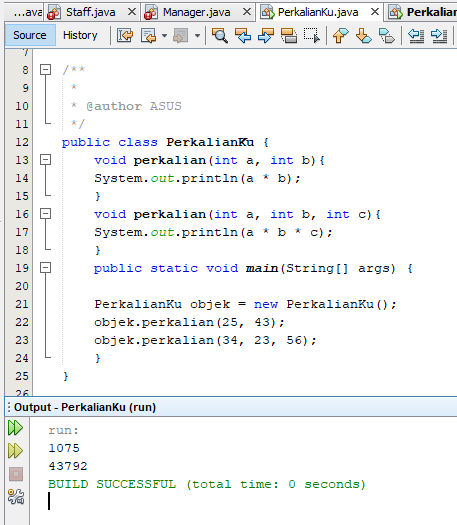 ...ava Staff.java Manager.java PerkalianKu.java Perkalian
Source History
7
8 /**
9 *
10 * @author ASUS
11 */
12 public class PerkalianKu {
13 void perkalian(int a, int b){
14 System.out.println(a * b);
15 }
16 void perkalian(int a, int b, int c){
17 System.out.println(a * b * c);
18 }
19 public static void main(String[] args) {
20
21 PerkalianKu objek = new PerkalianKu();
22 objek.perkalian(25, 43);
23 objek.perkalian(34, 23, 56);
24 }
25 }
26
Output - PerkalianKu (run)
run:
1075
43792
BUILD SUCCESSFUL (total time: 0 seconds)